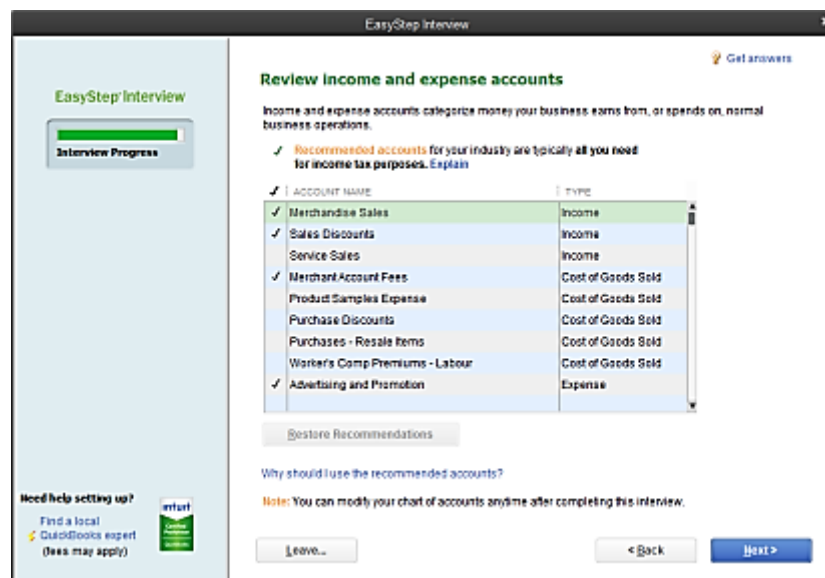 EasyStep Interview
Get answers
EasyStep Interview
Interview Progress
Review income and expense accounts
Income and expense accounts categorize money your business earns from, or spends on, normal
business operations.
✓ Recommended accounts for your industry are typically all you need
for income tax purposes. Explain
✓ ACCOUNT NAME TYPE
✓ Merchandise Sales Income
✓ Sales Discounts Income
Service Sales Income
✓ Merchant Account Fees Cost of Goods Sold
Product Samples Expense Cost of Goods Sold
Purchase Discounts Cost of Goods Sold
Purchases - Resale Items Cost of Goods Sold
Worker's Comp Premiums - Labour Cost of Goods Sold
✓ Advertising and Promotion Expense
Restore Recommendations
Why should I use the recommended accounts?
Note: You can modify your chart of accounts anytime after completing this interview.
Need help setting up?
Find a local
QuickBooks expert
(fees may apply)
intuit
Leave...
< Back
Next >